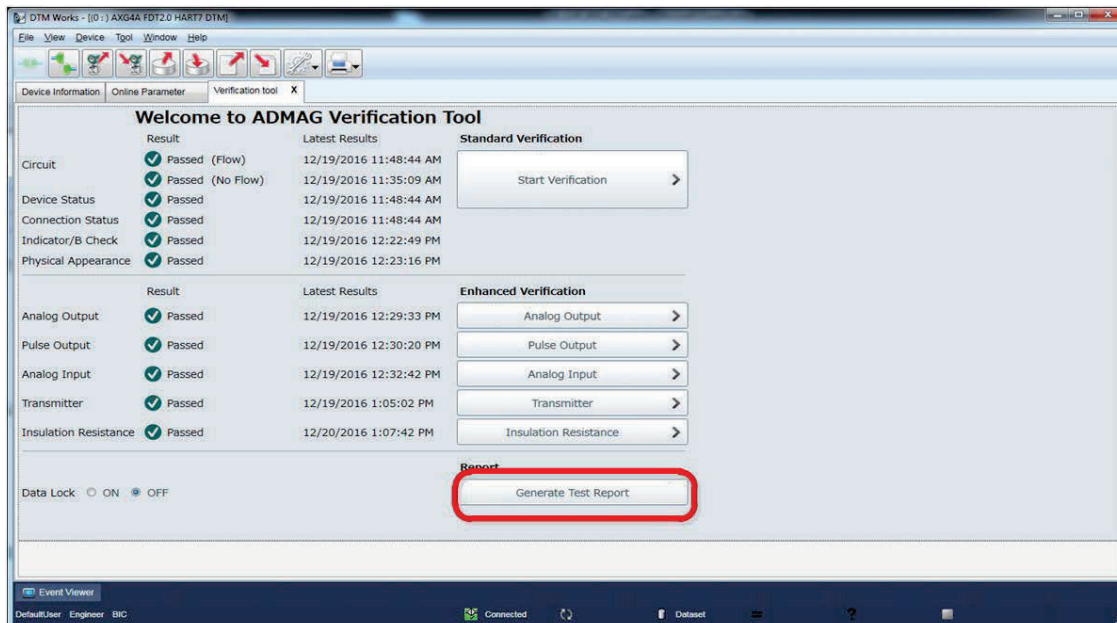 DTM Works - [(0 : ) AXG4A FDT2.0 HART7 DTM]
File View Device Tool Window Help
Device Information Online Parameter Verification tool X
Welcome to ADMAG Verification Tool
Result Latest Results Standard Verification
Circuit Passed (Flow) 12/19/2016 11:48:44 AM
Passed (No Flow) 12/19/2016 11:35:09 AM Start Verification
Device Status Passed 12/19/2016 11:48:44 AM
Connection Status Passed 12/19/2016 11:48:44 AM
Indicator/B Check Passed 12/19/2016 12:22:49 PM
Physical Appearance Passed 12/19/2016 12:23:16 PM
Result Latest Results Enhanced Verification
Analog Output Passed 12/19/2016 12:29:33 PM Analog Output
Pulse Output Passed 12/19/2016 12:30:20 PM Pulse Output
Analog Input Passed 12/19/2016 12:32:42 PM Analog Input
Transmitter Passed 12/19/2016 1:05:02 PM Transmitter
Insulation Resistance Passed 12/20/2016 1:07:42 PM Insulation Resistance
Report
Data Lock ON OFF Generate Test Report
Event Viewer
DefaultUser Engineer BIC Connected Dataset